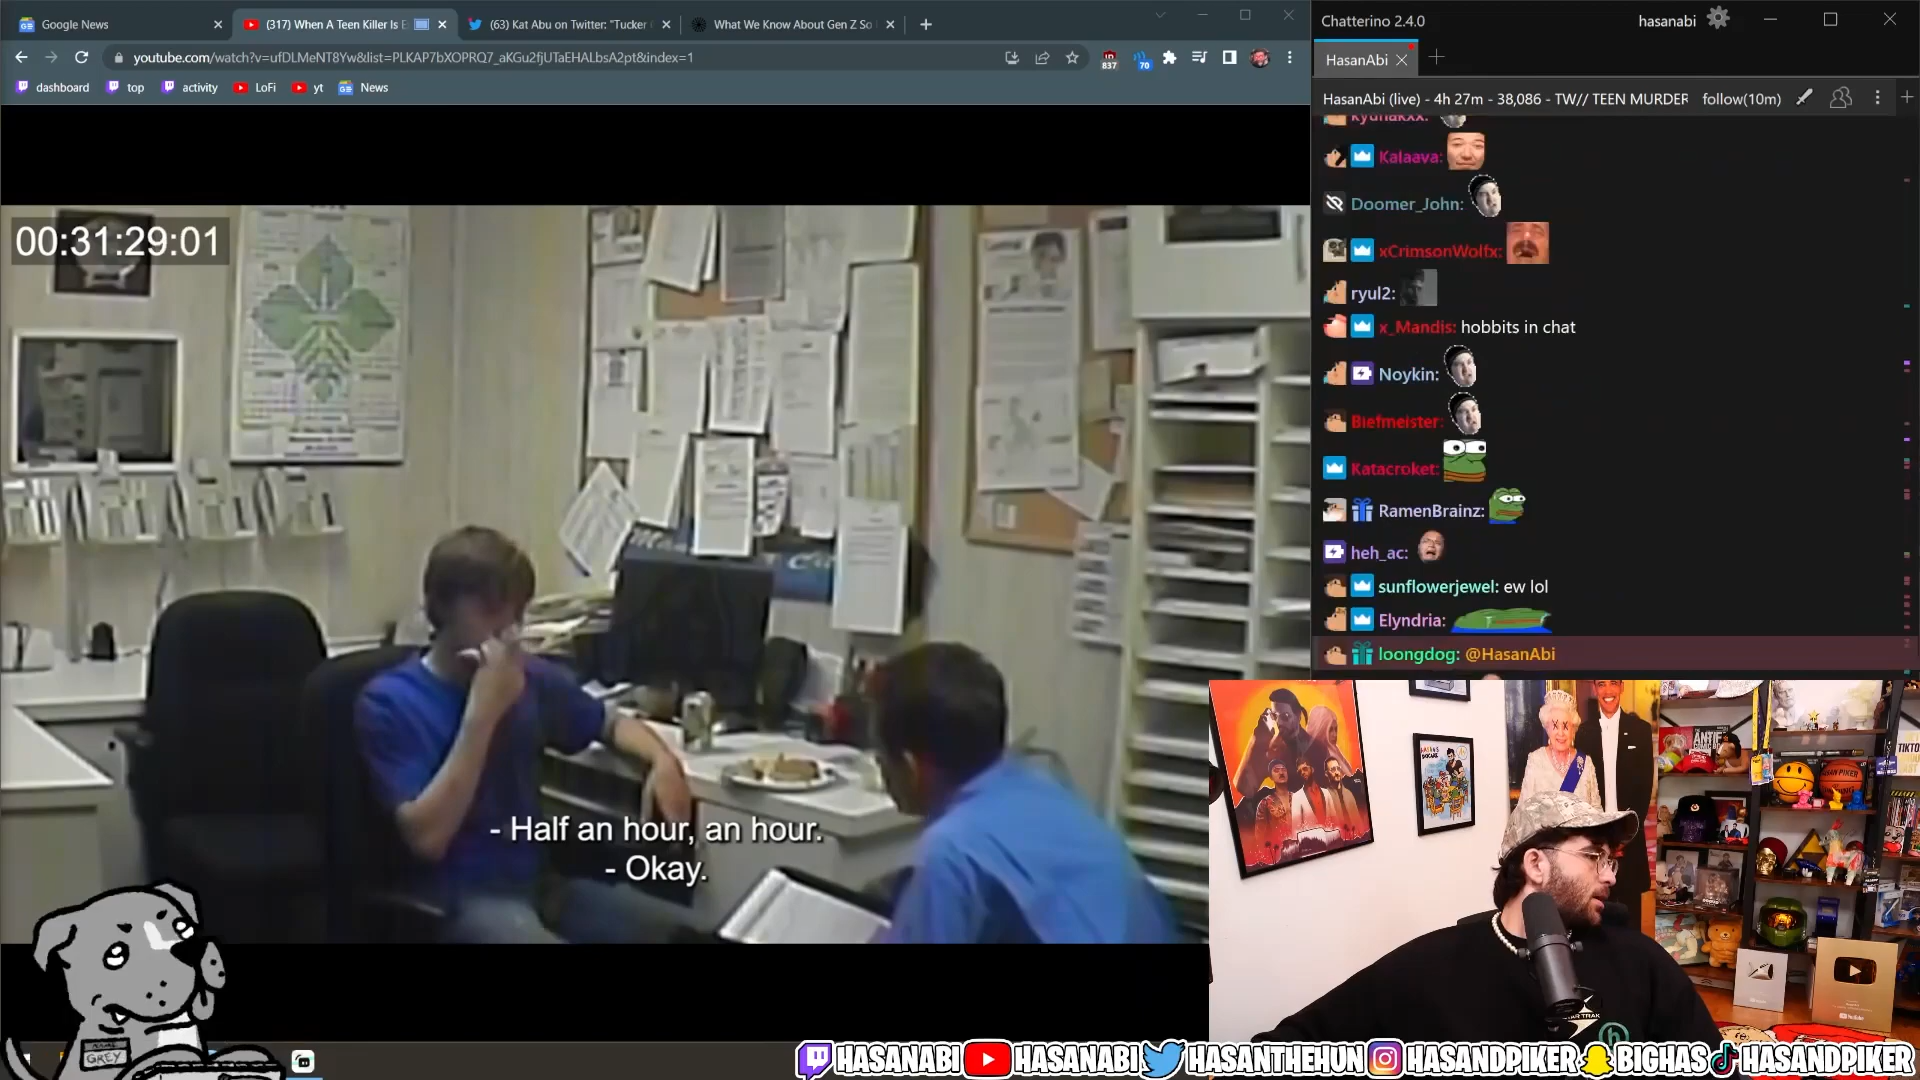 Google News
(317) When A Teen Killer Is
(63) Kat Abu on Twitter: "Tucker
What We Know About Gen Z So
youtube.com/watch?v=ufDLMeNT8Yw&list=PLKAP7bXOPRQ7_aKGu2fjUTaEHALbsA2pt&index=1
837
70
dashboard
top
activity
LoFi
yt
News
00:31:29:01
- Half an hour, an hour.
- Okay.
GREY
Chatterino 2.4.0
hasanabi
HasanAbi
HasanAbi (live) - 4h 27m - 38,086 - TW// TEEN MURDER
follow(10m)
kyunakxx:
Kalaava:
Doomer_John:
xCrimsonWolfx:
ryul2:
x_Mandis: hobbits in chat
Noykin:
Biefmeister:
Katacroket:
RamenBrainz:
heh_ac:
sunflowerjewel: ew lol
Elyndria:
loongdog: @HasanAbi
HASANABI HASANABI HASANTHEHUN HASANDPIKER BIGHAS HASANDPIKER